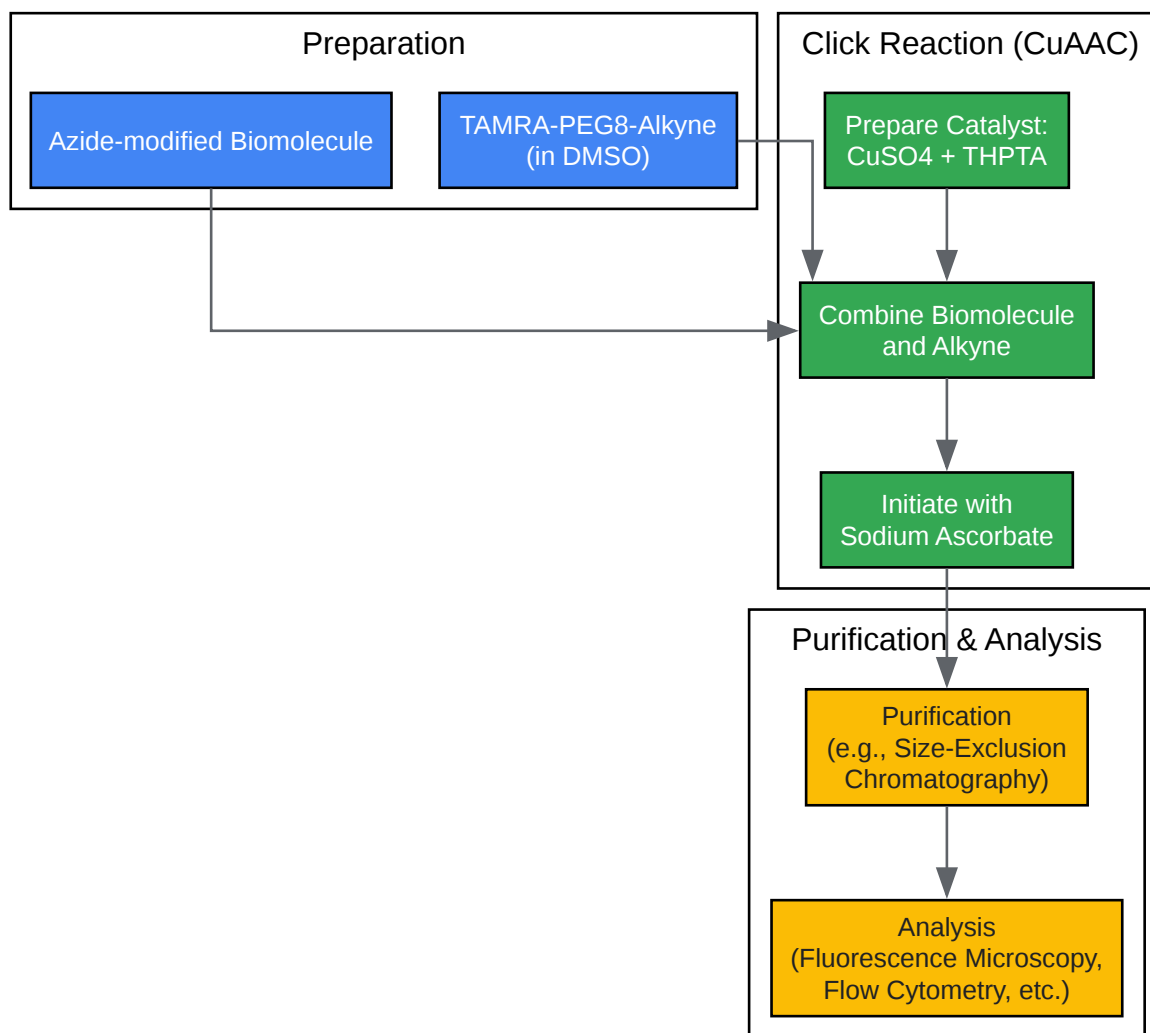 Preparation
Azide-modified Biomolecule
TAMRA-PEG8-Alkyne
(in DMSO)
Click Reaction (CuAAC)
Prepare Catalyst:
CuSO4 + THPTA
Combine Biomolecule
and Alkyne
Initiate with
Sodium Ascorbate
Purification & Analysis
Purification
(e.g., Size-Exclusion
Chromatography)
Analysis
(Fluorescence Microscopy,
Flow Cytometry, etc.)